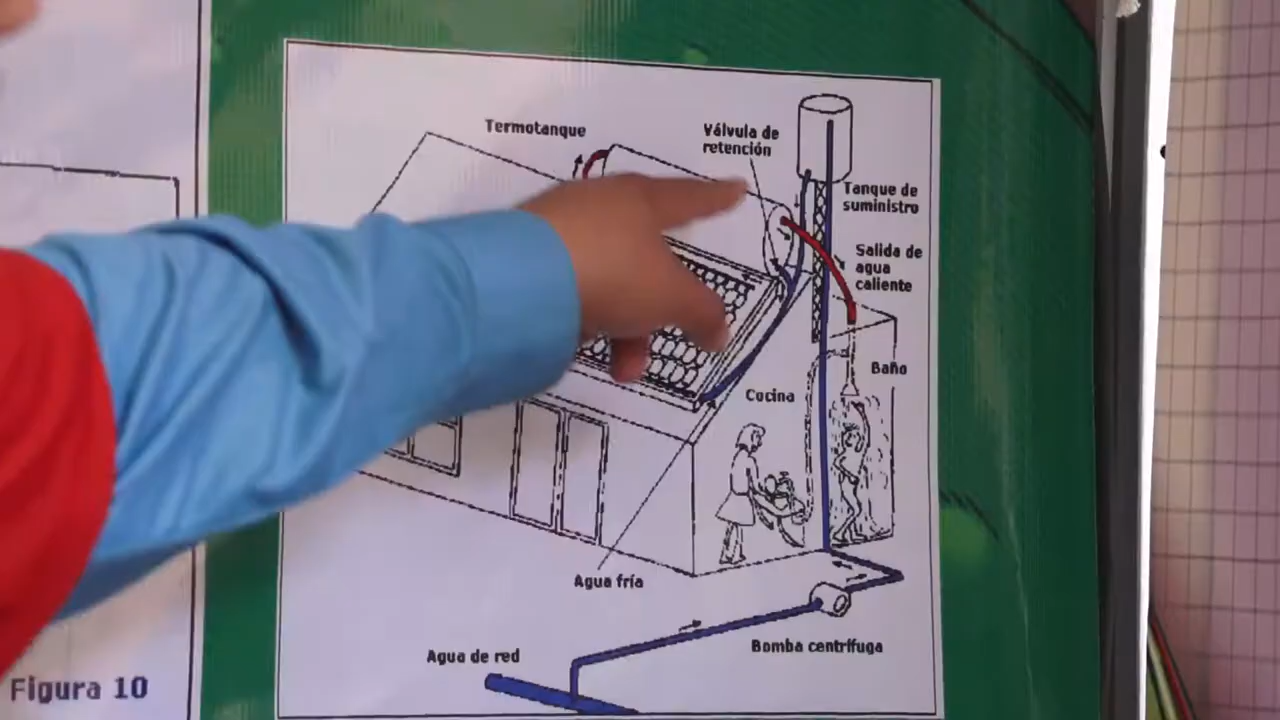 Termotanque
Válvula de
retención
Tanque de
suministro
Salida de
agua
caliente
Baño
Cocina
Agua fría
Bomba centrífuga
Agua de red
Figura 10